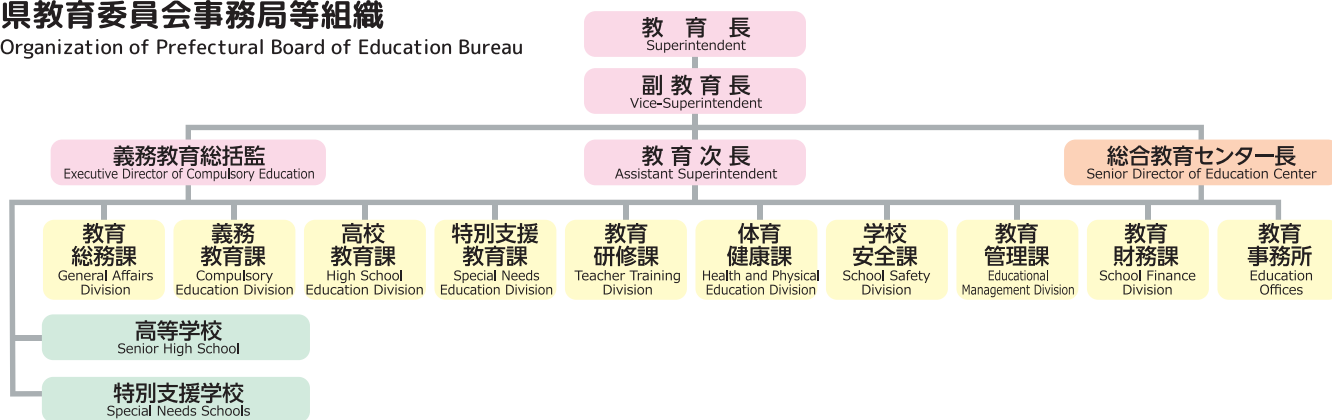 県教育委員会事務局等組織
Organization of Prefectural Board of Education Bureau
教育長
Superintendent
副教育長
Vice-Superintendent
義務教育総括監
Executive Director of Compulsory Education
教育次長
Assistant Superintendent
総合教育センター長
Senior Director of Education Center
教育
総務課
General Affairs
Division
義務
教育課
Compulsory
Education Division
高校
教育課
High School
Education Division
特別支援
教育課
Special Needs
Education Division
教育
研修課
Teacher Training
Division
体育
健康課
Health and Physical
Education Division
学校
安全課
School Safety
Division
教育
管理課
Educational
Management Division
教育
財務課
School Finance
Division
教育
事務所
Education
Offices
高等学校
Senior High School
特別支援学校
Special Needs Schools